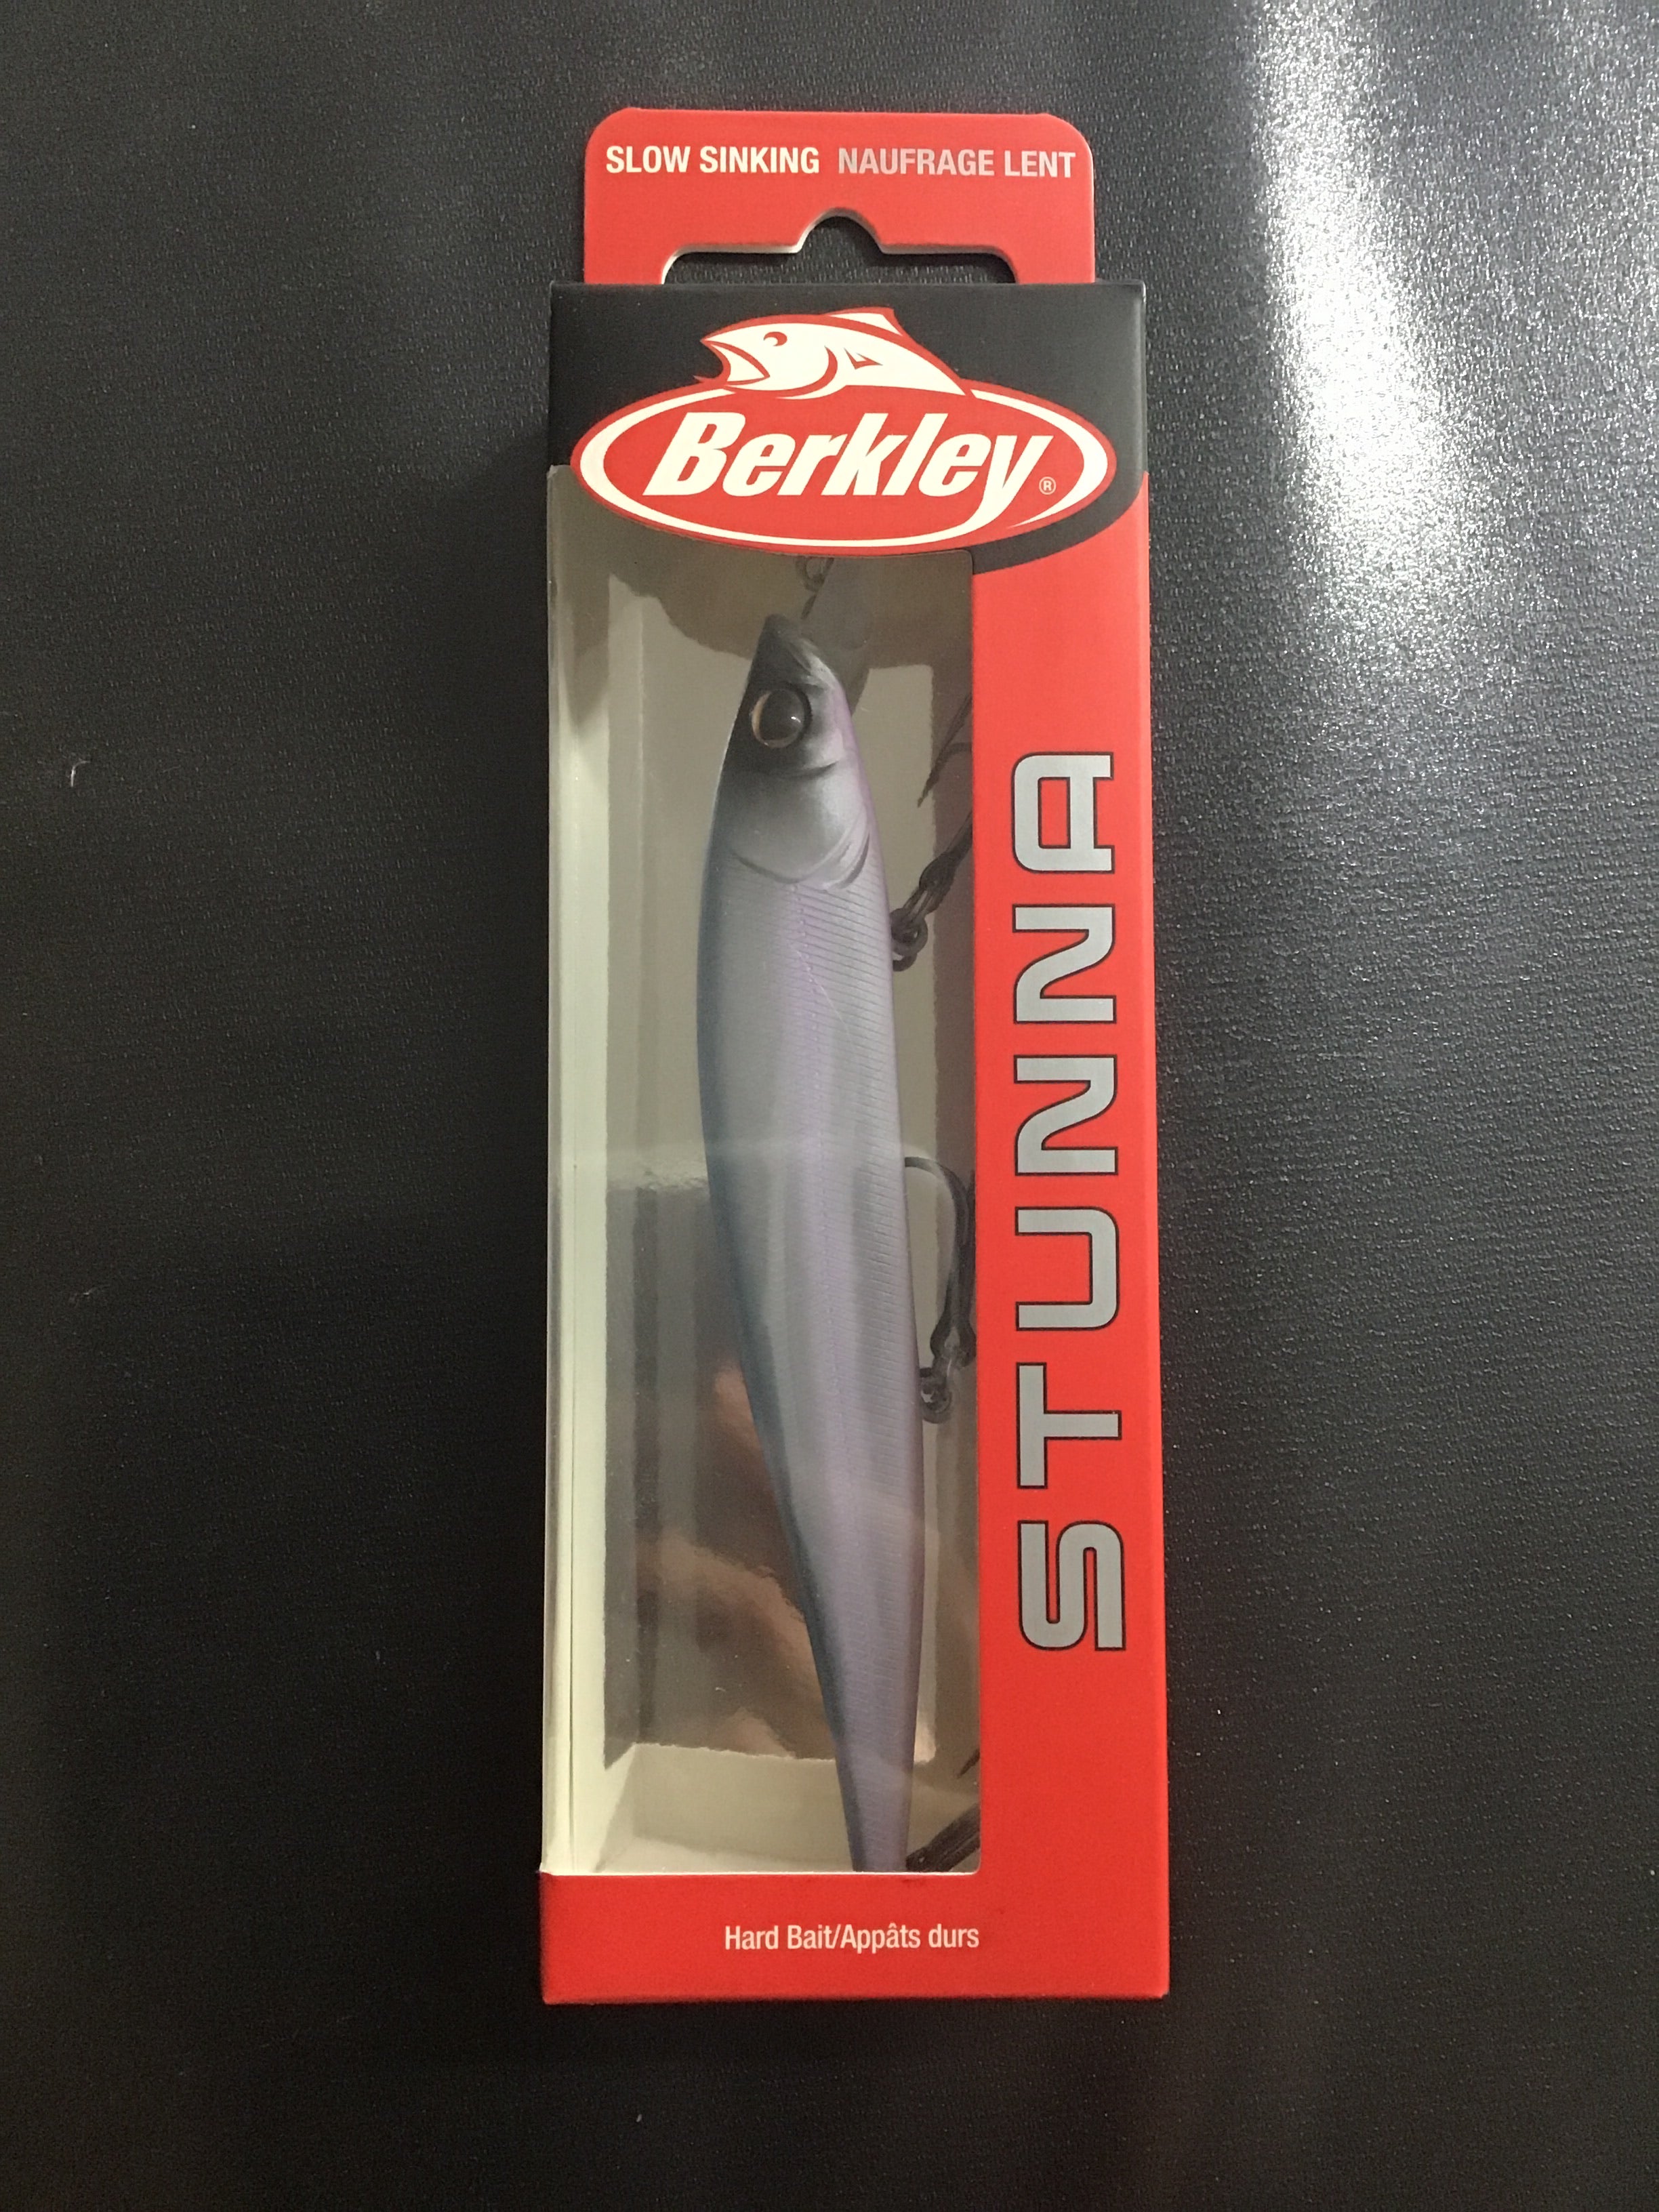 SLOW SINKING NAUFRAGE LENT
Berkley®
STUNNA
Hard Bait/Appâts durs